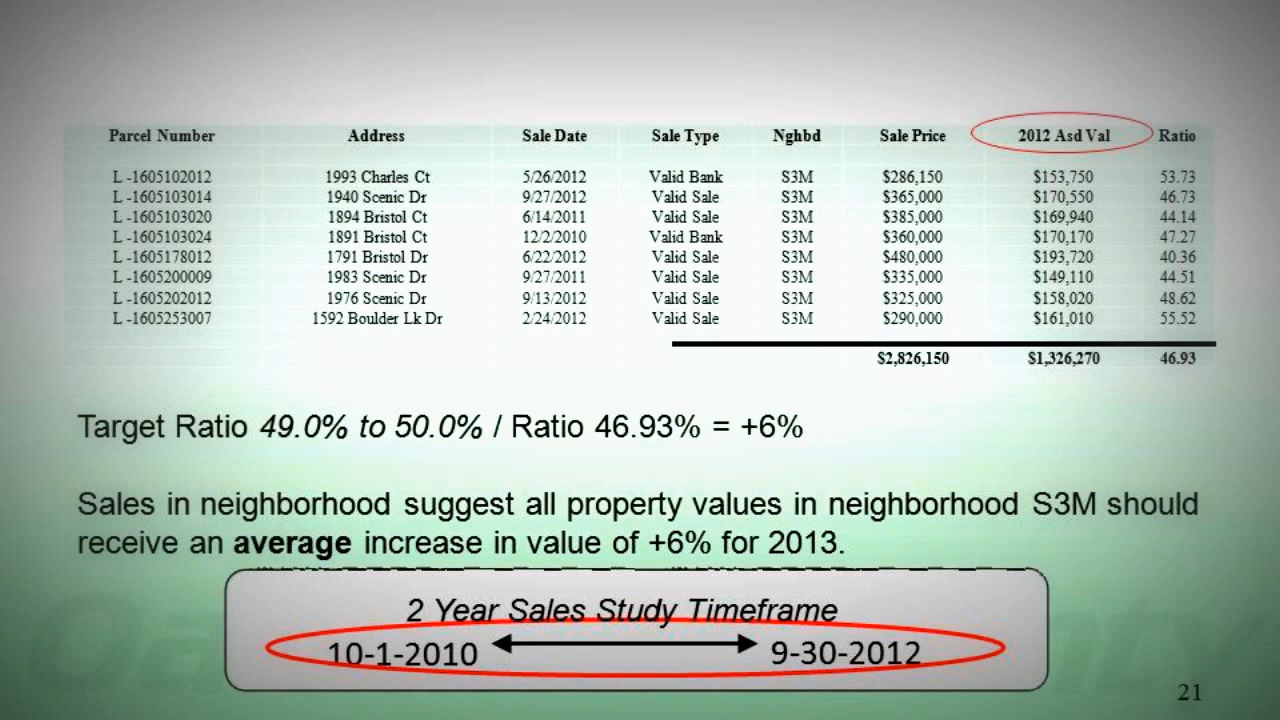 Parcel Number Address Sale Date Sale Type Nghbd Sale Price 2012 Asd Val Ratio
L -1605102012 1993 Charles Ct 5/26/2012 Valid Bank S3M $286,150 $153,750 53.73
L -1605103014 1940 Scenic Dr 9/27/2012 Valid Sale S3M $365,000 $170,550 46.73
L -1605103020 1894 Bristol Ct 6/14/2011 Valid Sale S3M $385,000 $169,940 44.14
L -1605103024 1891 Bristol Ct 12/2/2010 Valid Bank S3M $360,000 $170,170 47.27
L -1605178012 1791 Bristol Dr 6/22/2012 Valid Sale S3M $480,000 $193,720 40.36
L -1605200009 1983 Scenic Dr 9/27/2011 Valid Sale S3M $335,000 $149,110 44.51
L -1605202012 1976 Scenic Dr 9/13/2012 Valid Sale S3M $325,000 $158,020 48.62
L -1605253007 1592 Boulder Lk Dr 2/24/2012 Valid Sale S3M $290,000 $161,010 55.52
$2,826,150 $1,326,270 46.93
Target Ratio 49.0% to 50.0% / Ratio 46.93% = +6%
Sales in neighborhood suggest all property values in neighborhood S3M should
receive an average increase in value of +6% for 2013.
2 Year Sales Study Timeframe
10-1-2010 9-30-2012
21